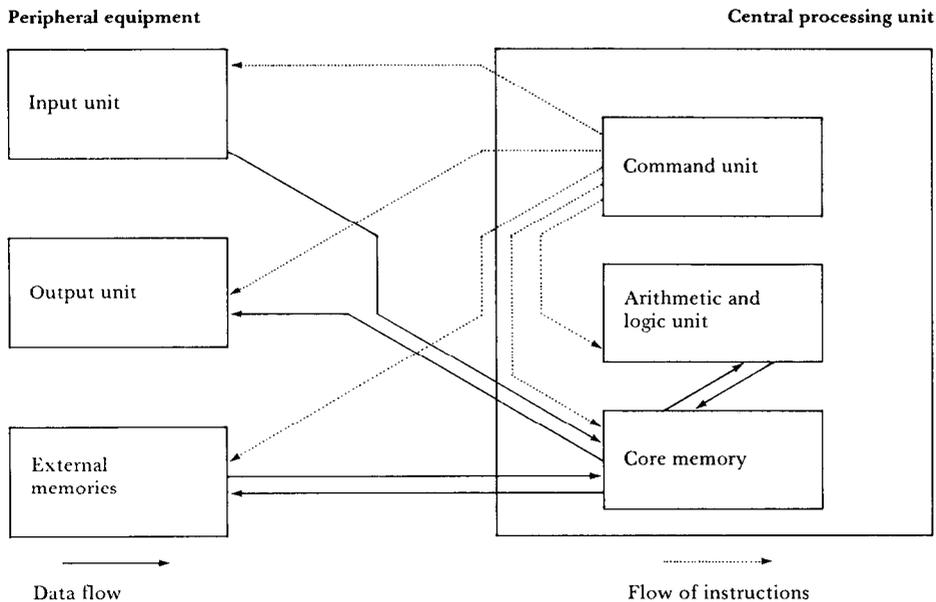 Peripheral equipment
Central processing unit
Input unit
Command unit
Output unit
Arithmetic and
logic unit
External
memories
Core memory
Data flow
Flow of instructions